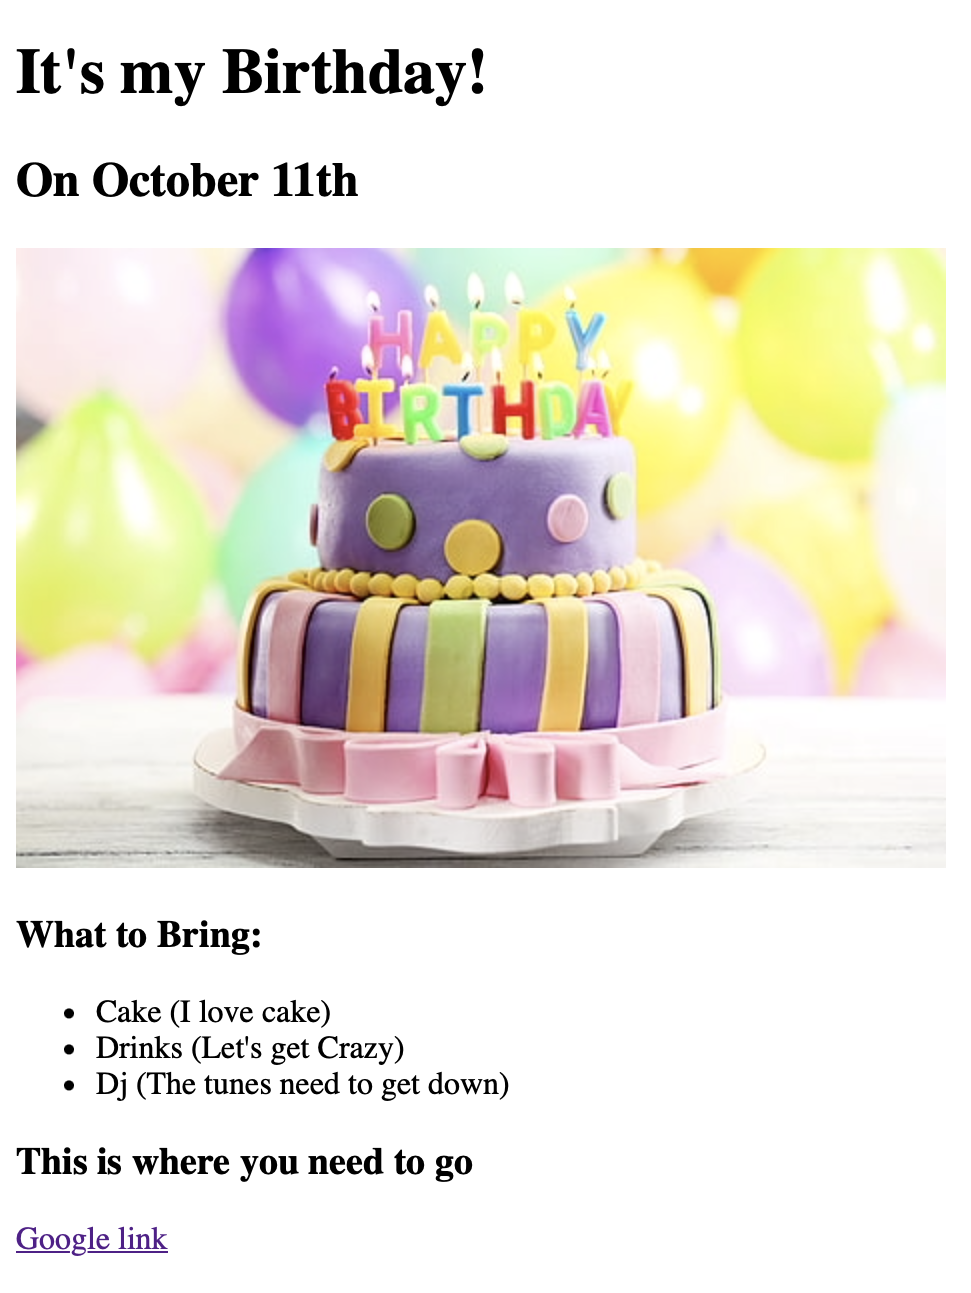 It's my Birthday!
On October 11th
HAPPY
BIRTHDAY
What to Bring:
Cake (I love cake)
Drinks (Let's get Crazy)
Dj (The tunes need to get down)
This is where you need to go
Google link